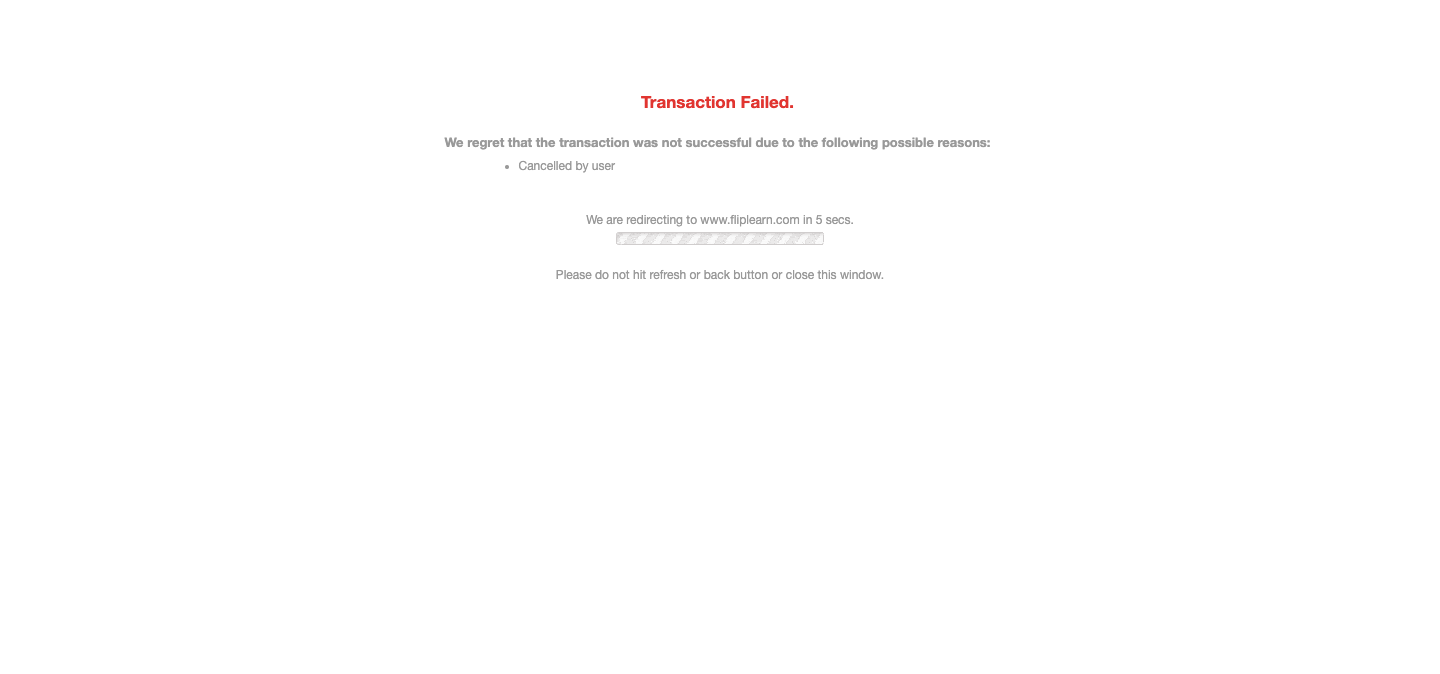 Transaction Failed.
We regret that the transaction was not successful due to the following possible reasons:
• Cancelled by user
We are redirecting to www.fliplearn.com in 5 secs.
Please do not hit refresh or back button or close this window.